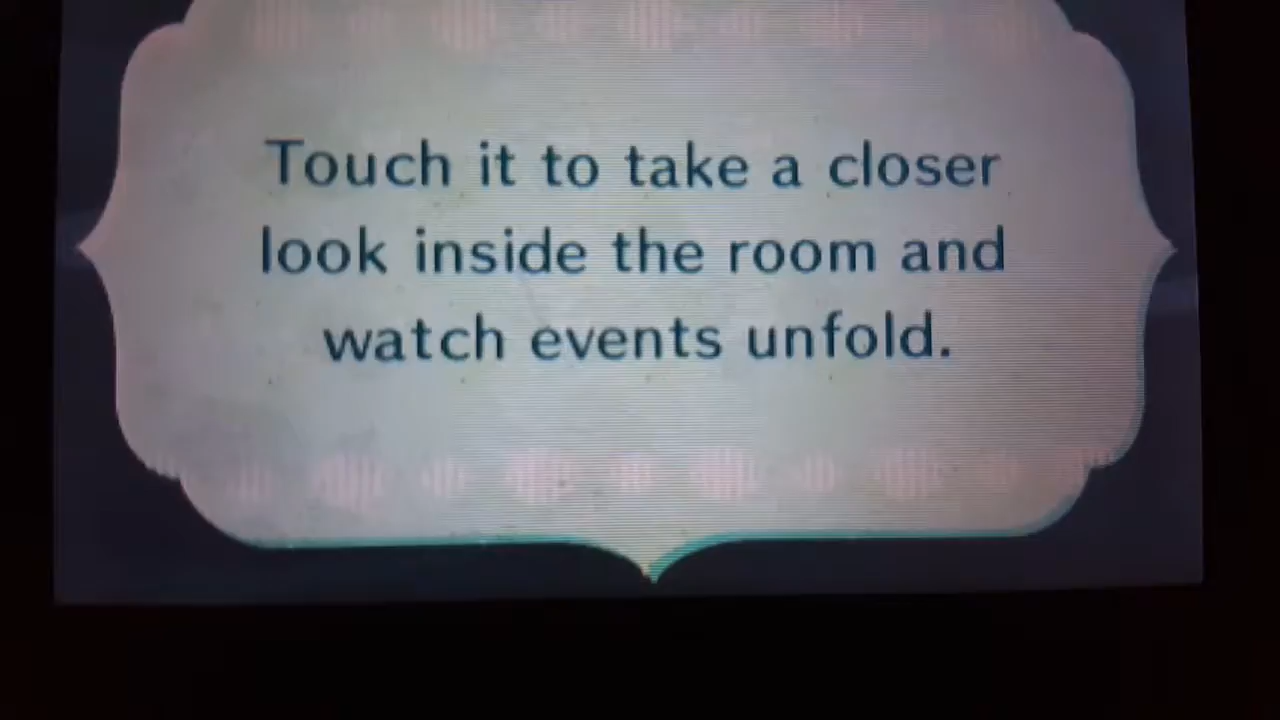 Touch it to take a closer
look inside the room and
watch events unfold.